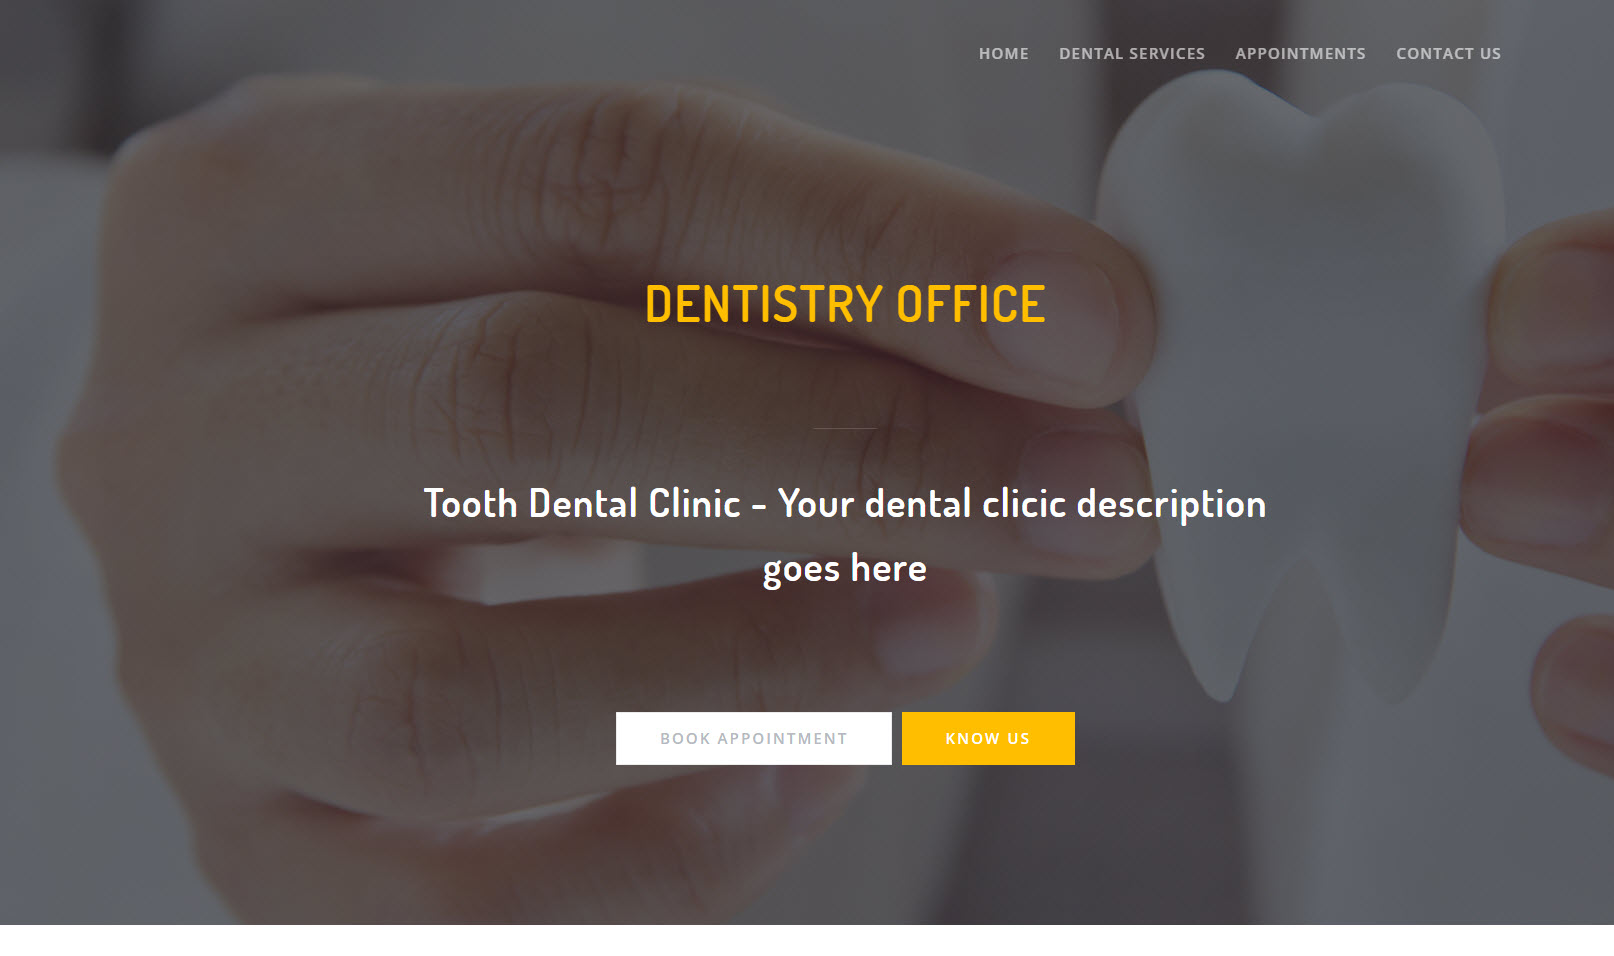 HOME DENTAL SERVICES APPOINTMENTS CONTACT US
DENTISTRY OFFICE
Tooth Dental Clinic - Your dental clicic description
goes here
BOOK APPOINTMENT KNOW US